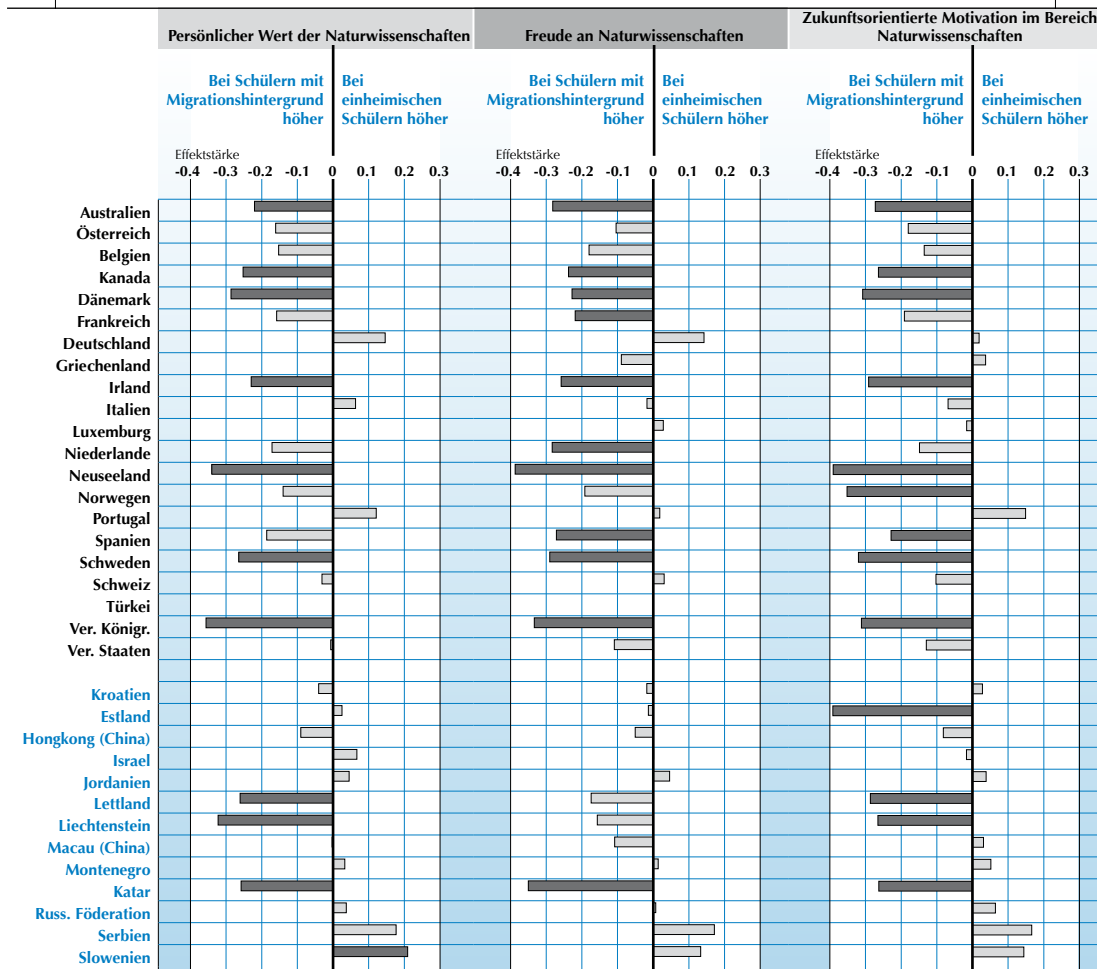 Persönlicher Wert der Naturwissenschaften
Freude an Naturwissenschaften
Zukunftsorientierte Motivation im Bereich
Naturwissenschaften
Bei Schülern mit
Migrationshintergrund
höher
Bei
einheimischen
Schülern höher
Bei Schülern mit
Migrationshintergrund
höher
Bei
einheimischen
Schülern höher
Bei Schülern mit
Migrationshintergrund
höher
Bei
einheimischen
Schülern höher
Effektstärke
-0.4 -0.3 -0.2 -0.1 0 0.1 0.2 0.3
Effektstärke
-0.4 -0.3 -0.2 -0.1 0 0.1 0.2 0.3
Effektstärke
-0.4 -0.3 -0.2 -0.1 0 0.1 0.2 0.3
Australien
Österreich
Belgien
Kanada
Dänemark
Frankreich
Deutschland
Griechenland
Irland
Italien
Luxemburg
Niederlande
Neuseeland
Norwegen
Portugal
Spanien
Schweden
Schweiz
Türkei
Ver. Königr.
Ver. Staaten
Kroatien
Estland
Hongkong (China)
Israel
Jordanien
Lettland
Liechtenstein
Macau (China)
Montenegro
Katar
Russ. Föderation
Serbien
Slowenien